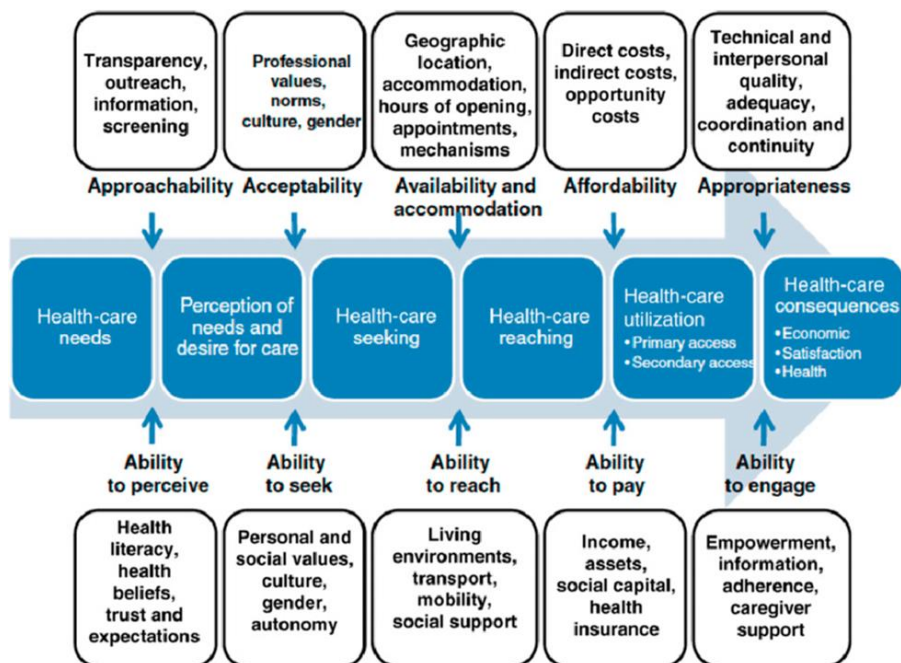 Transparency,
outreach,
information,
screening
Professional
values,
norms,
culture, gender
Geographic
location,
accommodation,
hours of opening,
appointments,
mechanisms
Direct costs,
indirect costs,
opportunity
costs
Technical and
interpersonal
quality,
adequacy,
coordination and
continuity
Approachability
Acceptability
Availability and
accommodation
Affordability
Appropriateness
Health-care
needs
Perception of
needs and
desire for care
Health-care
seeking
Health-care
reaching
Health-care
utilization
•Primary access
•Secondary access
Health-care
consequences
•Economic
•Satisfaction
•Health
Ability
to perceive
Ability
to seek
Ability
to reach
Ability
to pay
Ability
to engage
Health
literacy,
health
beliefs,
trust and
expectations
Personal and
social values,
culture,
gender,
autonomy
Living
environments,
transport,
mobility,
social support
Income,
assets,
social capital,
health
insurance
Empowerment,
information,
adherence,
caregiver
support